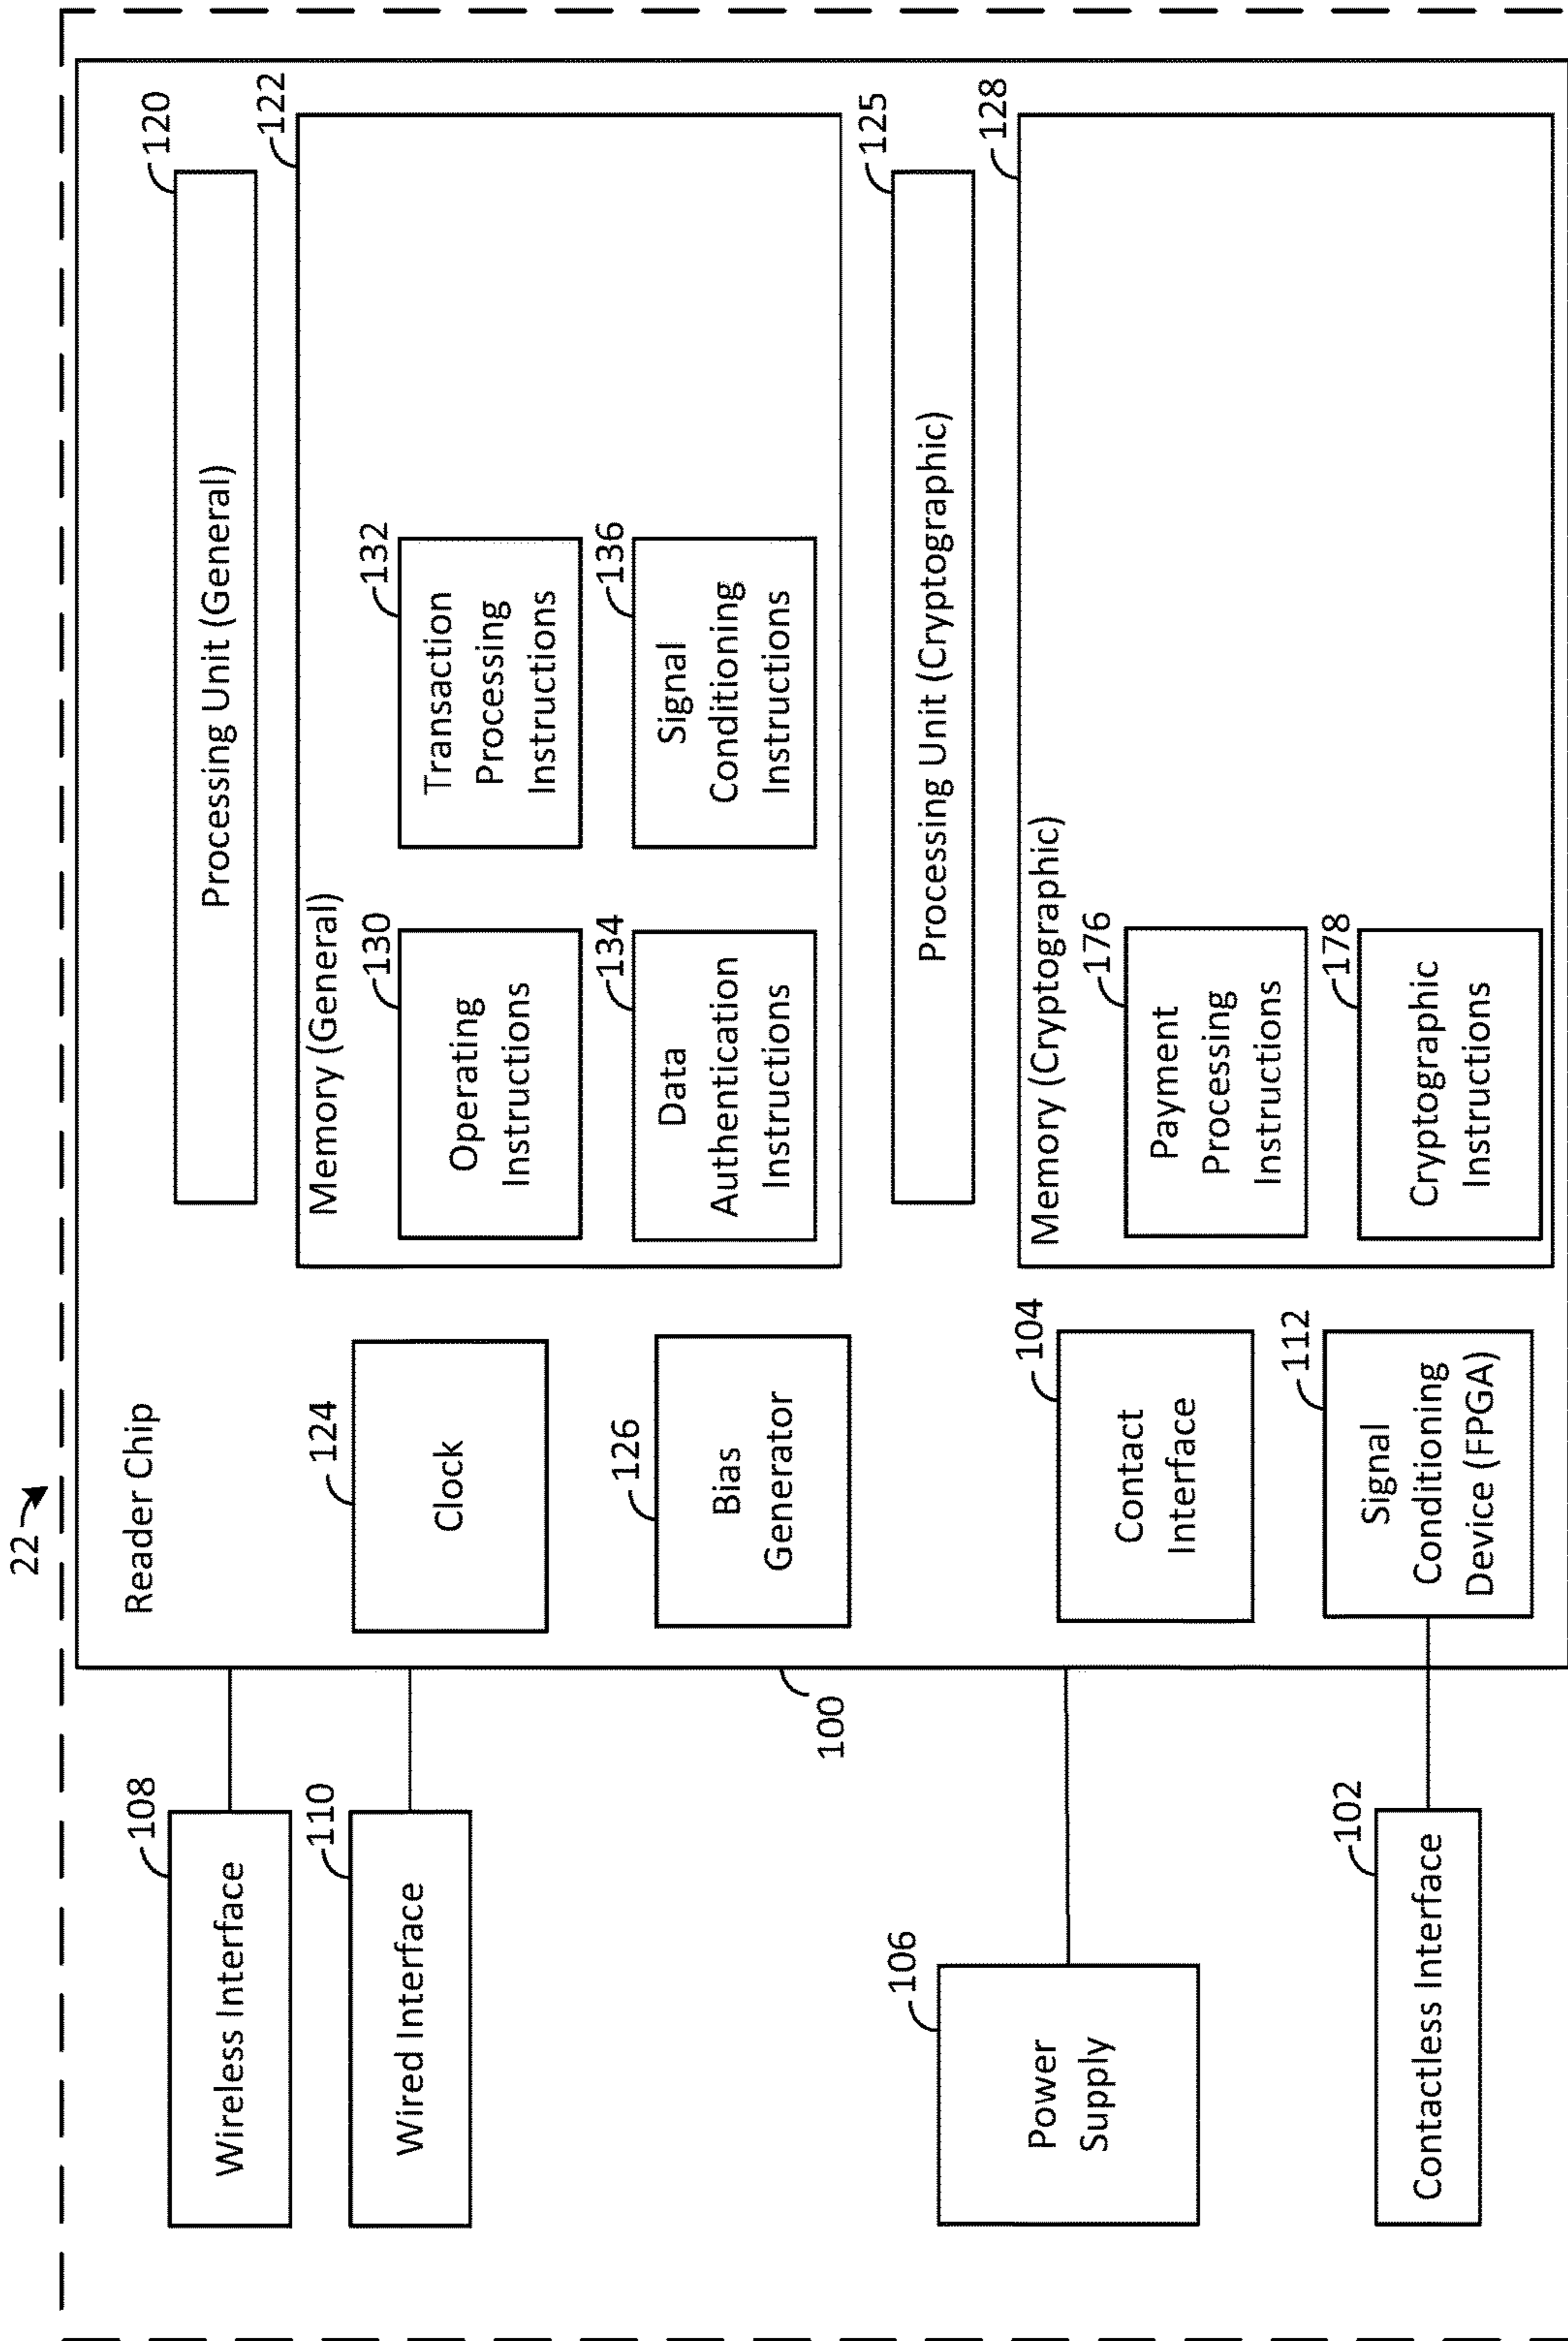 22
Reader Chip
108
Wireless Interface
110
Wired Interface
106
Power
Supply
102
Contactless Interface
100
124
Clock
126
Bias
Generator
104
Contact
Interface
112
Signal
Conditioning
Device (FPGA)
120
Processing Unit (General)
122
Memory (General)
130
Operating
Instructions
132
Transaction
Processing
Instructions
134
Data
Authentication
Instructions
136
Signal
Conditioning
Instructions
125
Processing Unit (Cryptographic)
128
Memory (Cryptographic)
176
Payment
Processing
Instructions
178
Cryptographic
Instructions